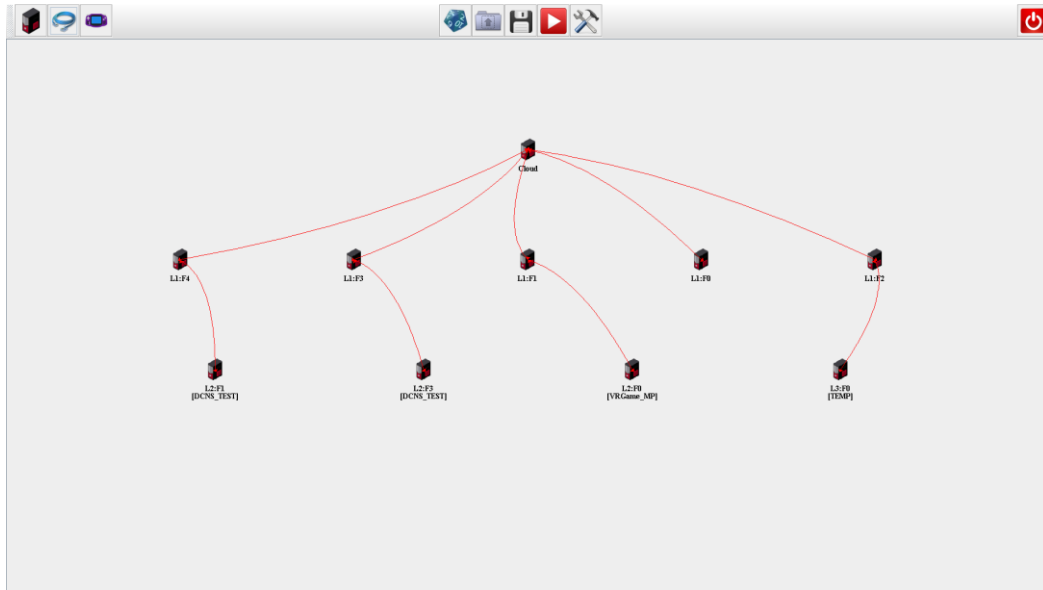 Cloud
L1:F4
L1:F3
L1:F1
L1:F0
L1:F2
L2:F1
[DCNS_TEST]
L2:F3
[DCNS_TEST]
L2:F0
[VRGame_MP]
L3:F0
[TEMP]